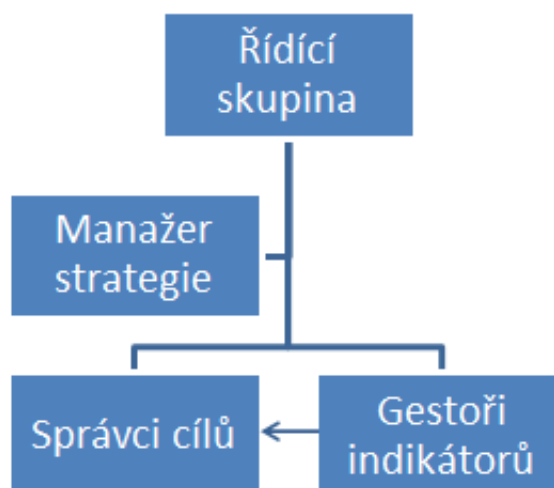 Řídící
skupina
Manažer
strategie
Správci cílů
Gestoři
indikátorů